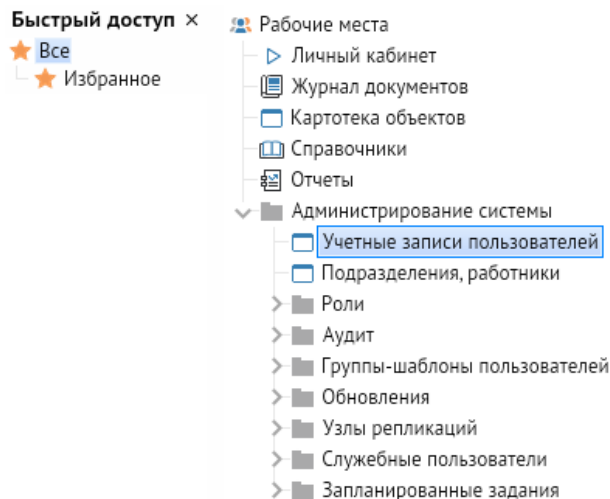 Быстрый доступ ×
Все
Избранное
Рабочие места
Личный кабинет
Журнал документов
Картотека объектов
Справочники
Отчеты
Администрирование системы
Учетные записи пользователей
Подразделения, работники
Роли
Аудит
Группы-шаблоны пользователей
Обновления
Узлы репликаций
Служебные пользователи
Запланированные задания